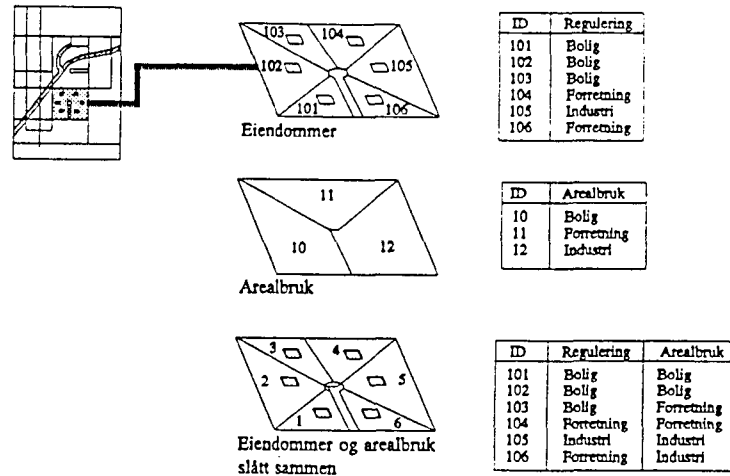 103
104
102
105
101
106
Eiendommer
ID Regulering
101 Bolig
102 Bolig
103 Bolig
104 Forretning
105 Industri
106 Forretning
11
10
12
Arealbruk
ID Arealbruk
10 Bolig
11 Forretning
12 Industri
3
4
2
5
1
6
Eiendommer og arealbruk
slått sammen
ID Regulering Arealbruk
101 Bolig Bolig
102 Bolig Bolig
103 Bolig Forretning
104 Forretning Forretning
105 Industri Industri
106 Forretning Industri